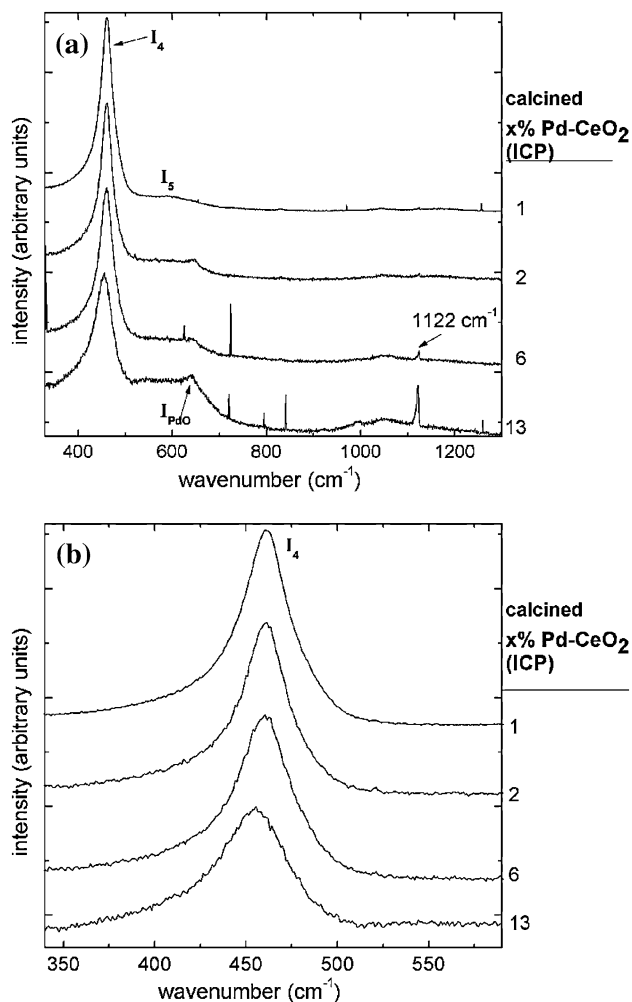 (a)
I4
I5
IPdO
1122 cm-1
calcined
x% Pd-CeO2
(ICP)
1
2
6
13
intensity (arbitrary units)
400 600 800 1000 1200
wavenumber (cm-1)
(b)
I4
calcined
x% Pd-CeO2
(ICP)
1
2
6
13
intensity (arbitrary units)
350 400 450 500 550
wavenumber (cm-1)